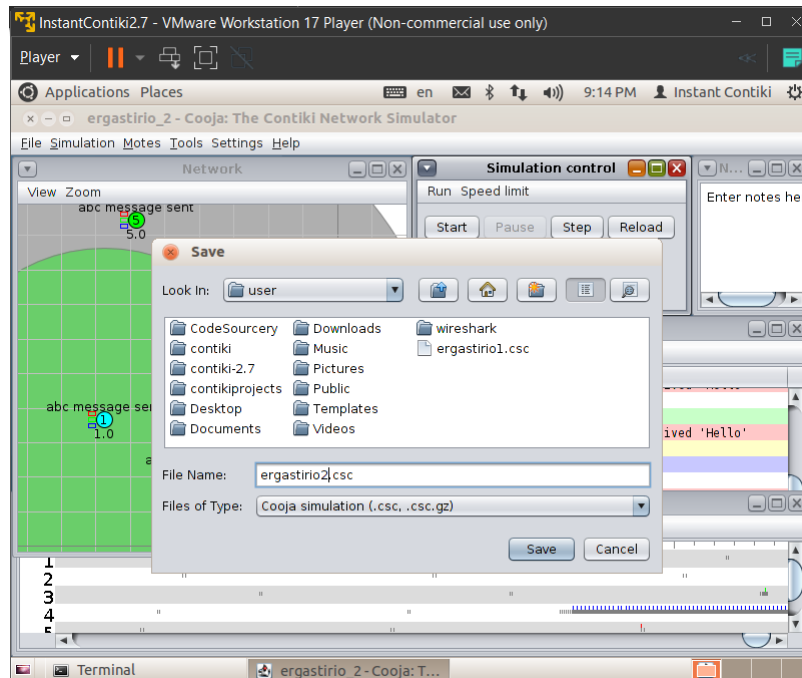 InstantContiki2.7 - VMware Workstation 17 Player (Non-commercial use only)
Player
Applications Places en 9:14 PM Instant Contiki
ergastirio_2 - Cooja: The Contiki Network Simulator
File Simulation Motes Tools Settings Help
Network
View Zoom
abc message sent
5
5.0
Simulation control
Run Speed limit
Start Pause Step Reload
N...
Enter notes he
Save
Look In: user
CodeSourcery Downloads wireshark
contiki Music ergastirio1.csc
contiki-2.7 Pictures
contikiprojects Public
Desktop Templates
Documents Videos
File Name: ergastirio2.csc
Files of Type: Cooja simulation (.csc, .csc.gz)
Save Cancel
abc message se
1
1.0
a
ived 'Hello'
1
2
3
4
Terminal ergastirio_2 - Cooja: T...